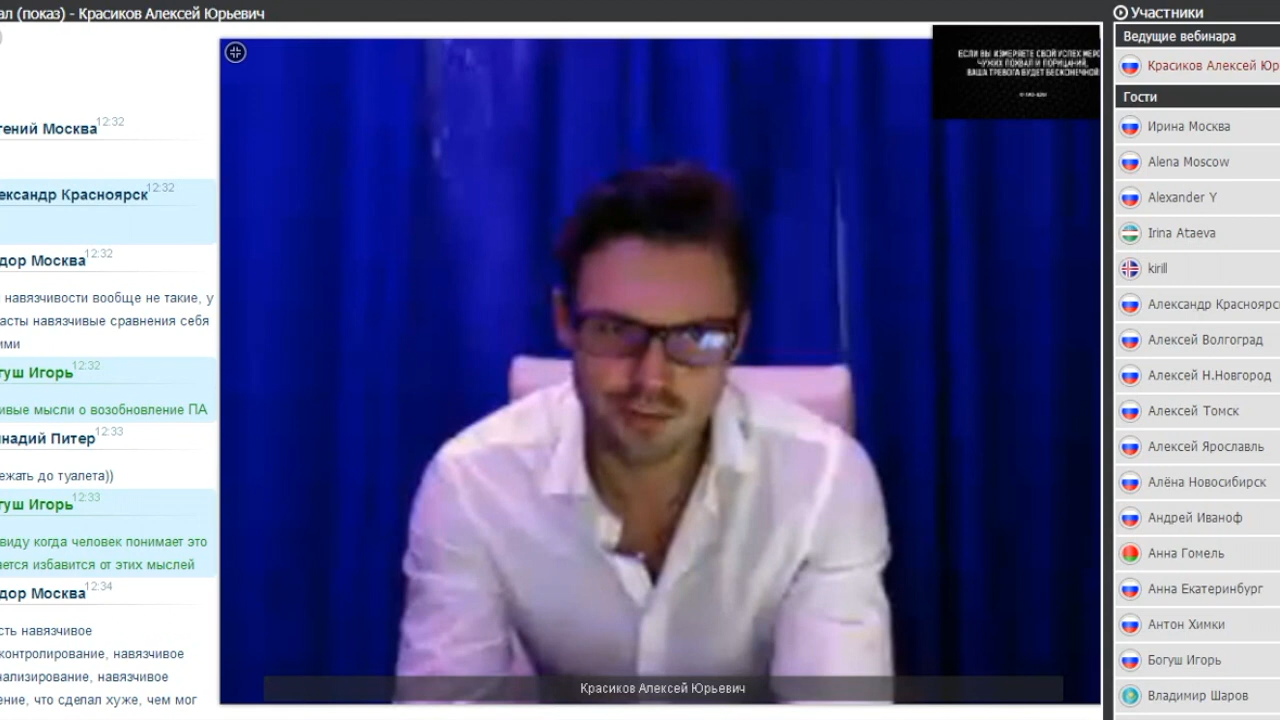 ал (показ) - Красиков Алексей Юрьевич
гений Москва 12:32
ександр Красноярск 12:32
дор Москва 12:32
навязчивости вообще не такие, у
асты навязчивые сравнения себя
ими
гуш Игорь 12:32
ивые мысли о возобновление ПА
надий Питер 12:33
ежать до туалета))
гуш Игорь 12:33
виду когда человек понимает это
ется избавится от этих мыслей
дор Москва 12:34
сть навязчивое
контролирование, навязчивое
нализирование, навязчивое
ение, что сделал хуже, чем мог
ЕСЛИ ВЫ ИЗМЕРЯЕТЕ СВОЙ УСПЕХ МЕРО
ЧУЖИХ ПОХВАЛ И ПОРИЦАНИЙ,
ВАША ТРЕВОГА БУДЕТ БЕСКОНЕЧНОЙ
Красиков Алексей Юрьевич
Участники
Ведущие вебинара
Красиков Алексей Юр
Гости
Ирина Москва
Alena Moscow
Alexander Y
Irina Ataeva
kirill
Александр Красноярс
Алексей Волгоград
Алексей Н.Новгород
Алексей Томск
Алексей Ярославль
Алёна Новосибирск
Андрей Иваноф
Анна Гомель
Анна Екатеринбург
Антон Химки
Богуш Игорь
Владимир Шаров